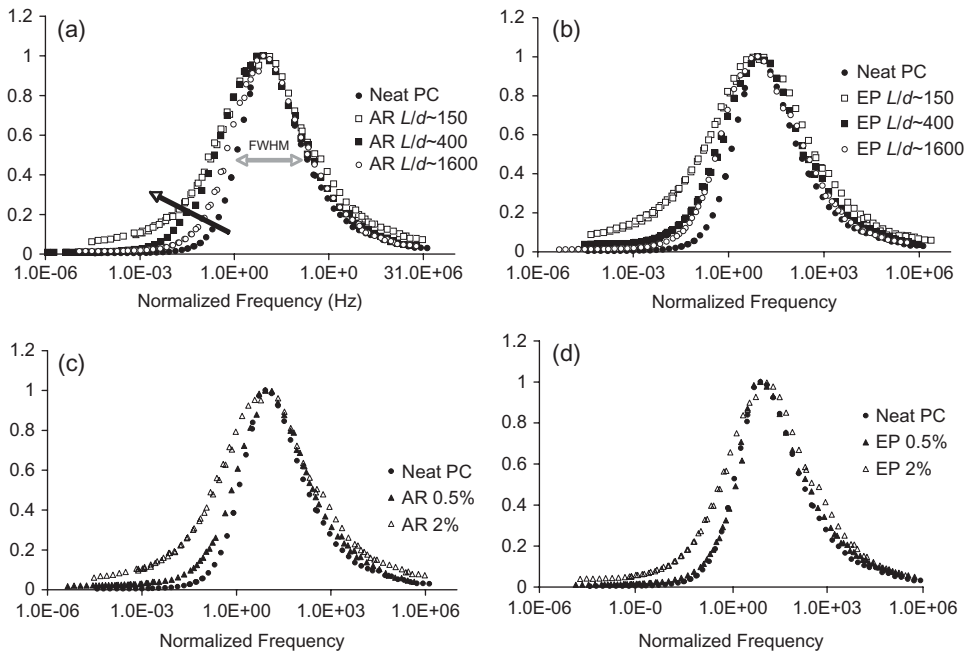 (a)
1.2
1
0.8
0.6
0.4
0.2
0
Neat PC
AR L/d~150
AR L/d~400
AR L/d~1600
FWHM
1.0E-06 1.0E-03 1.0E+00 1.0E+0 31.0E+06
Normalized Frequency (Hz)
(b)
1.2
1
0.8
0.6
0.4
0.2
0
Neat PC
EP L/d~150
EP L/d~400
EP L/d~1600
1.0E-06 1.0E-03 1.0E+00 1.0E+03 1.0E+06
Normalized Frequency
(c)
1.2
1
0.8
0.6
0.4
0.2
0
Neat PC
AR 0.5%
AR 2%
1.0E-06 1.0E-03 1.0E+00 1.0E+03 1.0E+06
Normalized Frequency
(d)
1.2
1
0.8
0.6
0.4
0.2
0
Neat PC
EP 0.5%
EP 2%
1.0E-06 1.0E-0 1.0E+00 1.0E+03 1.0E+06
Normalized Frequency